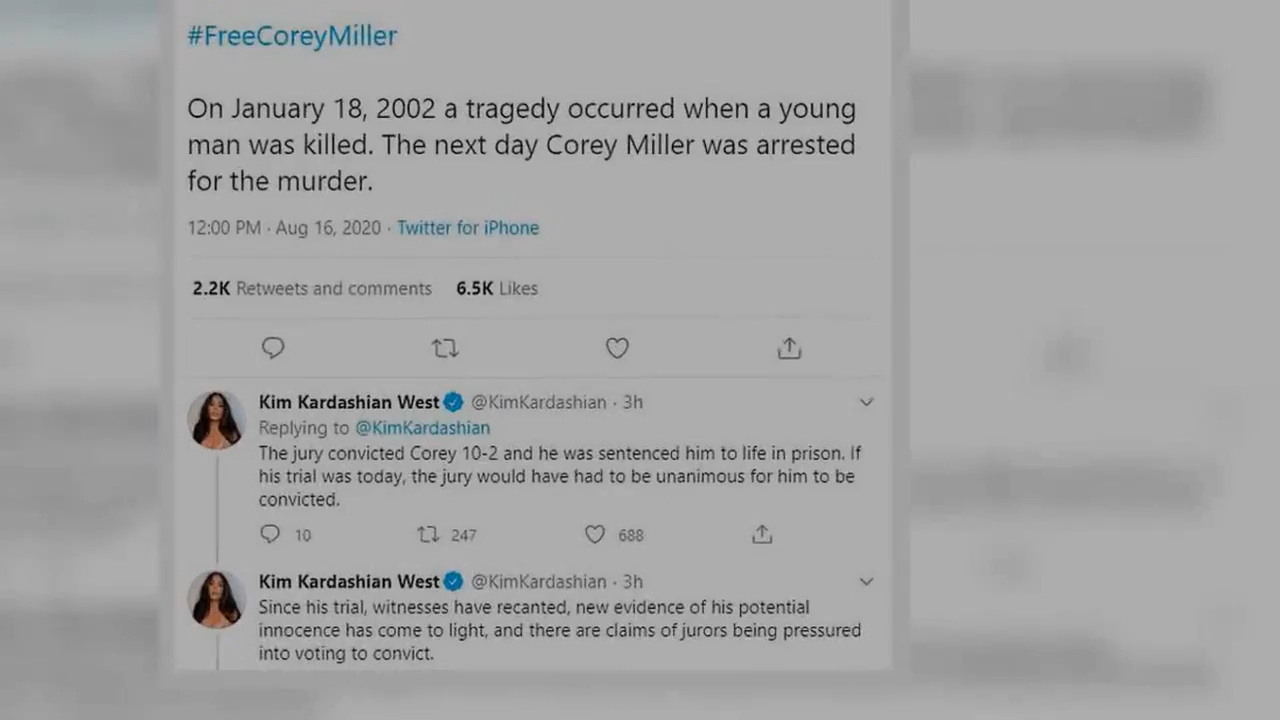 #FreeCoreyMiller
On January 18, 2002 a tragedy occurred when a young
man was killed. The next day Corey Miller was arrested
for the murder.
12:00 PM · Aug 16, 2020 · Twitter for iPhone
2.2K Retweets and comments 6.5K Likes
Kim Kardashian West @KimKardashian · 3h
Replying to @KimKardashian
The jury convicted Corey 10-2 and he was sentenced him to life in prison. If
his trial was today, the jury would have had to be unanimous for him to be
convicted.
10 247 688
Kim Kardashian West @KimKardashian · 3h
Since his trial, witnesses have recanted, new evidence of his potential
innocence has come to light, and there are claims of jurors being pressured
into voting to convict.